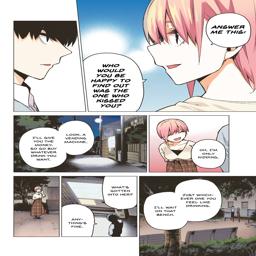 ANSWER
ME THIS:
WHO
WOULD
YOU BE
HAPPY TO
FIND OUT
WAS THE
ONE WHO
KISSED
YOU?
LOOK, A
VENDING
MACHINE.
I'LL GIVE
YOU THE
MONEY,
SO GO BUY
WHATEVER
DRINK YOU
WANT.
OH, I'M
ONLY
KIDDING.
WHAT'S
GOTTEN
INTO HER?
ANY-
THING'S
FINE.
JUST WHICH-
EVER ONE YOU
FEEL LIKE
DRINKING.
I'LL WAIT
ON THAT
BENCH.